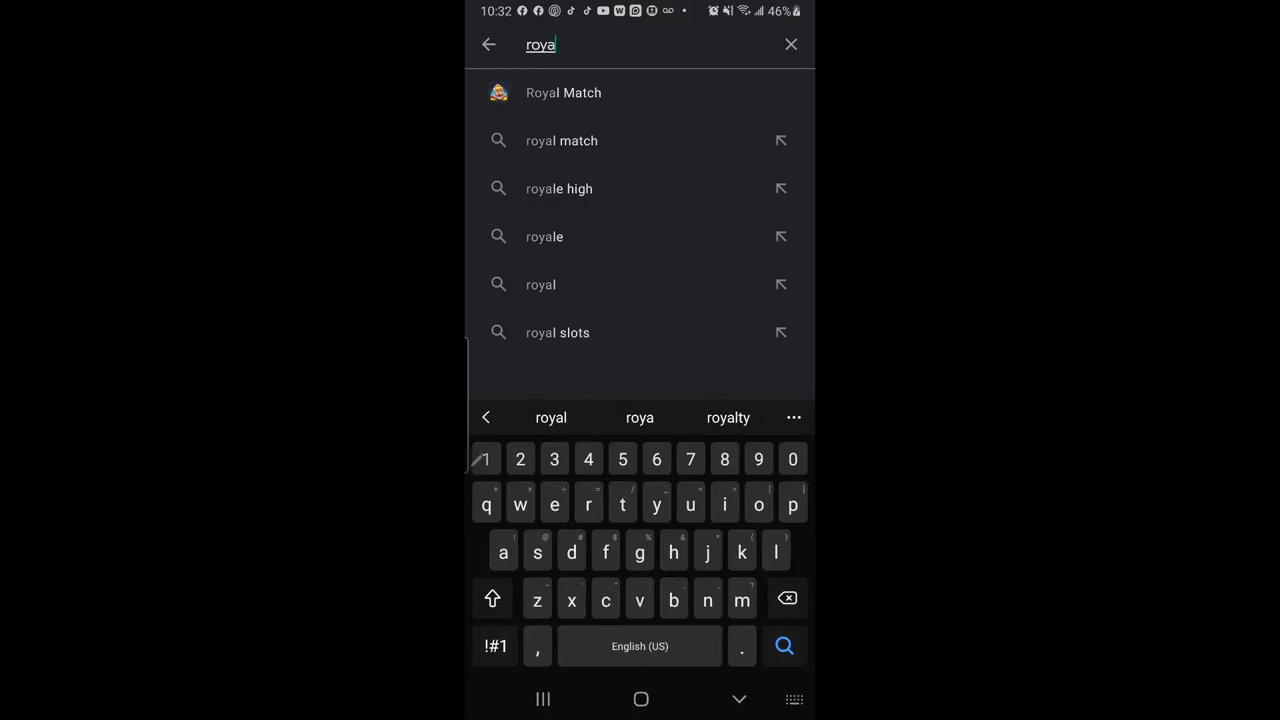 10:32 46%
roya
Royal Match
royal match
royale high
royale
royal
royal slots
royal roya royalty ...
1 2 3 4 5 6 7 8 9 0
+ × ÷ = / _ < > [ ]
q w e r t y u i o p
! @ # $ % ^ & * ( )
a s d f g h j k l
- ' " : ; , ?
z x c v b n m
!#1 , English (US) .